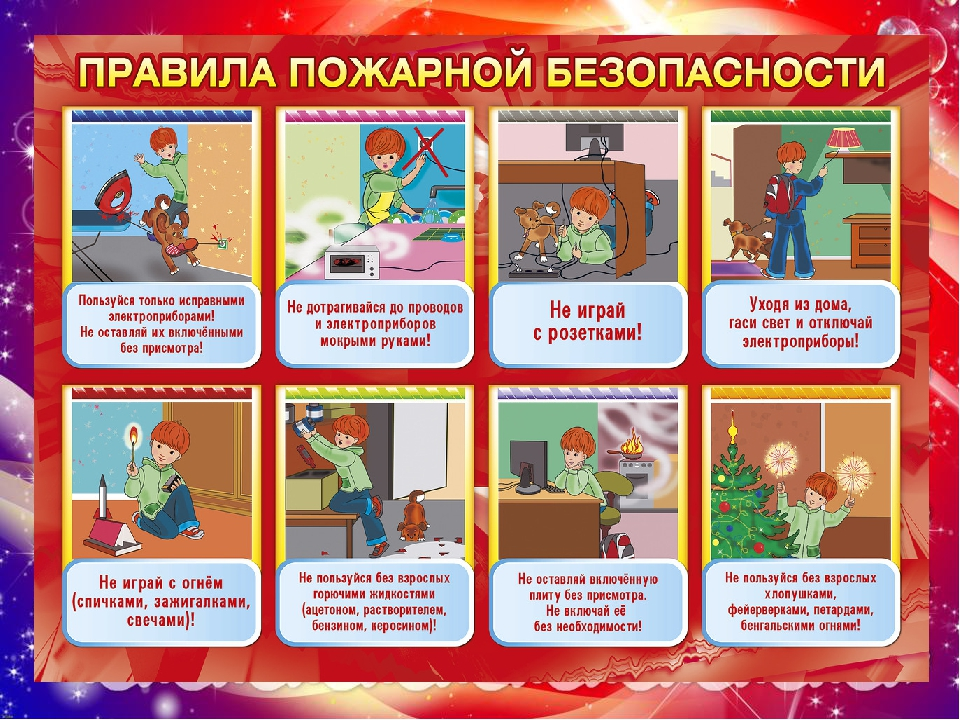 ПРАВИЛА ПОЖАРНОЙ БЕЗОПАСНОСТИ
Пользуйся только исправными
электроприборами!
Не оставляй их включёнными
без присмотра!
Не дотрагивайся до проводов
и электроприборов
мокрыми руками!
Не играй
с розетками!
Уходя из дома,
гаси свет и отключай
электроприборы!
Не играй с огнём
(спичками, зажигалками,
свечами)!
Не пользуйся без взрослых
горючими жидкостями
(ацетоном, растворителем,
бензином, керосином)!
Не оставляй включённую
плиту без присмотра.
Не включай её
без необходимости!
Не пользуйся без взрослых
хлопушками,
фейерверками, петардами,
бенгальскими огнями!